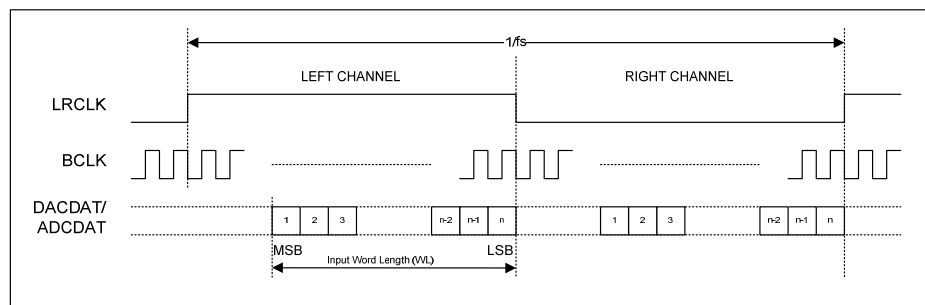 1/fs
LEFT CHANNEL
RIGHT CHANNEL
LRCLK
BCLK
DACDAT/
ADCDAT
1 2 3 n-2 n-1 n 1 2 3 n-2 n-1 n
MSB LSB
Input Word Length (WL)